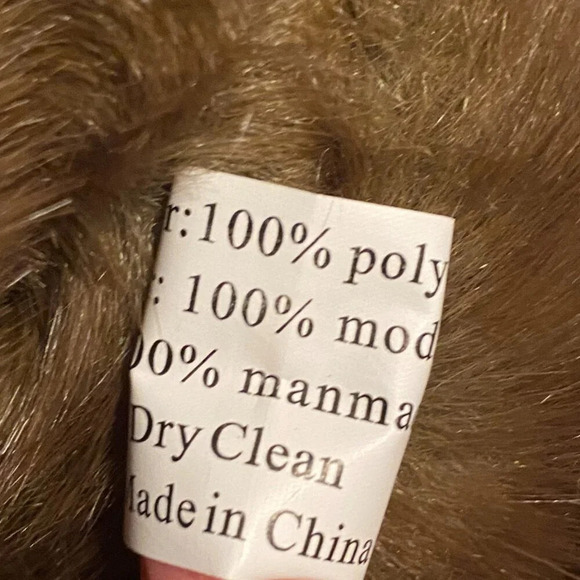 r:100% poly
: 100% mod
00% manma
Dry Clean
Made in China